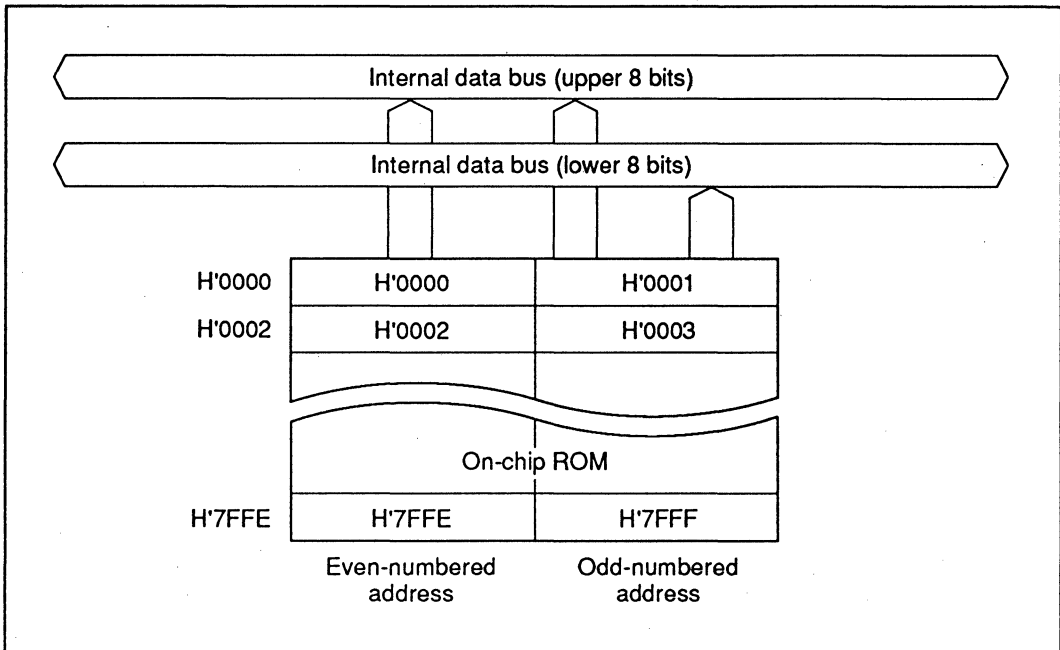 Internal data bus (upper 8 bits)
Internal data bus (lower 8 bits)
H'0000 H'0000 H'0001
H'0002 H'0002 H'0003
On-chip ROM
H'7FFE H'7FFE H'7FFF
Even-numbered Odd-numbered
address address